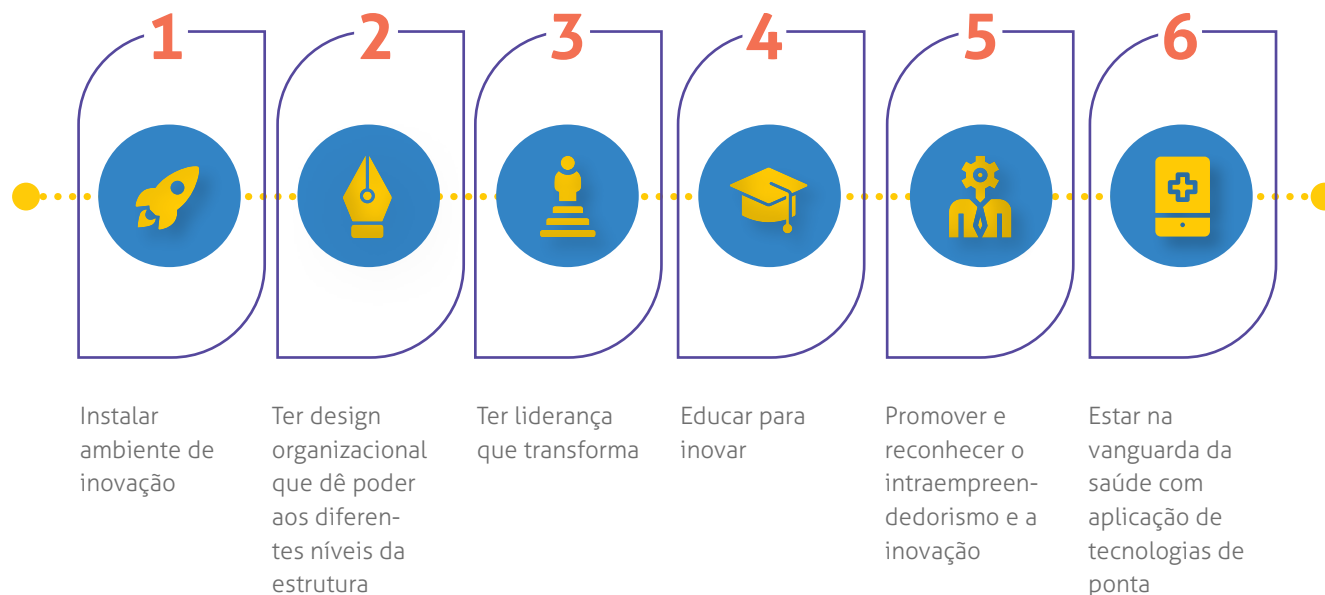 1
Instalar
ambiente de
inovação
2
Ter design
organizacional
que dê poder
aos diferen-
tes níveis da
estrutura
3
Ter liderança
que transforma
4
Educar para
inovar
5
Promover e
reconhecer o
intraempreen-
dedorismo e a
inovação
6
Estar na
vanguarda da
saúde com
aplicação de
tecnologias de
ponta